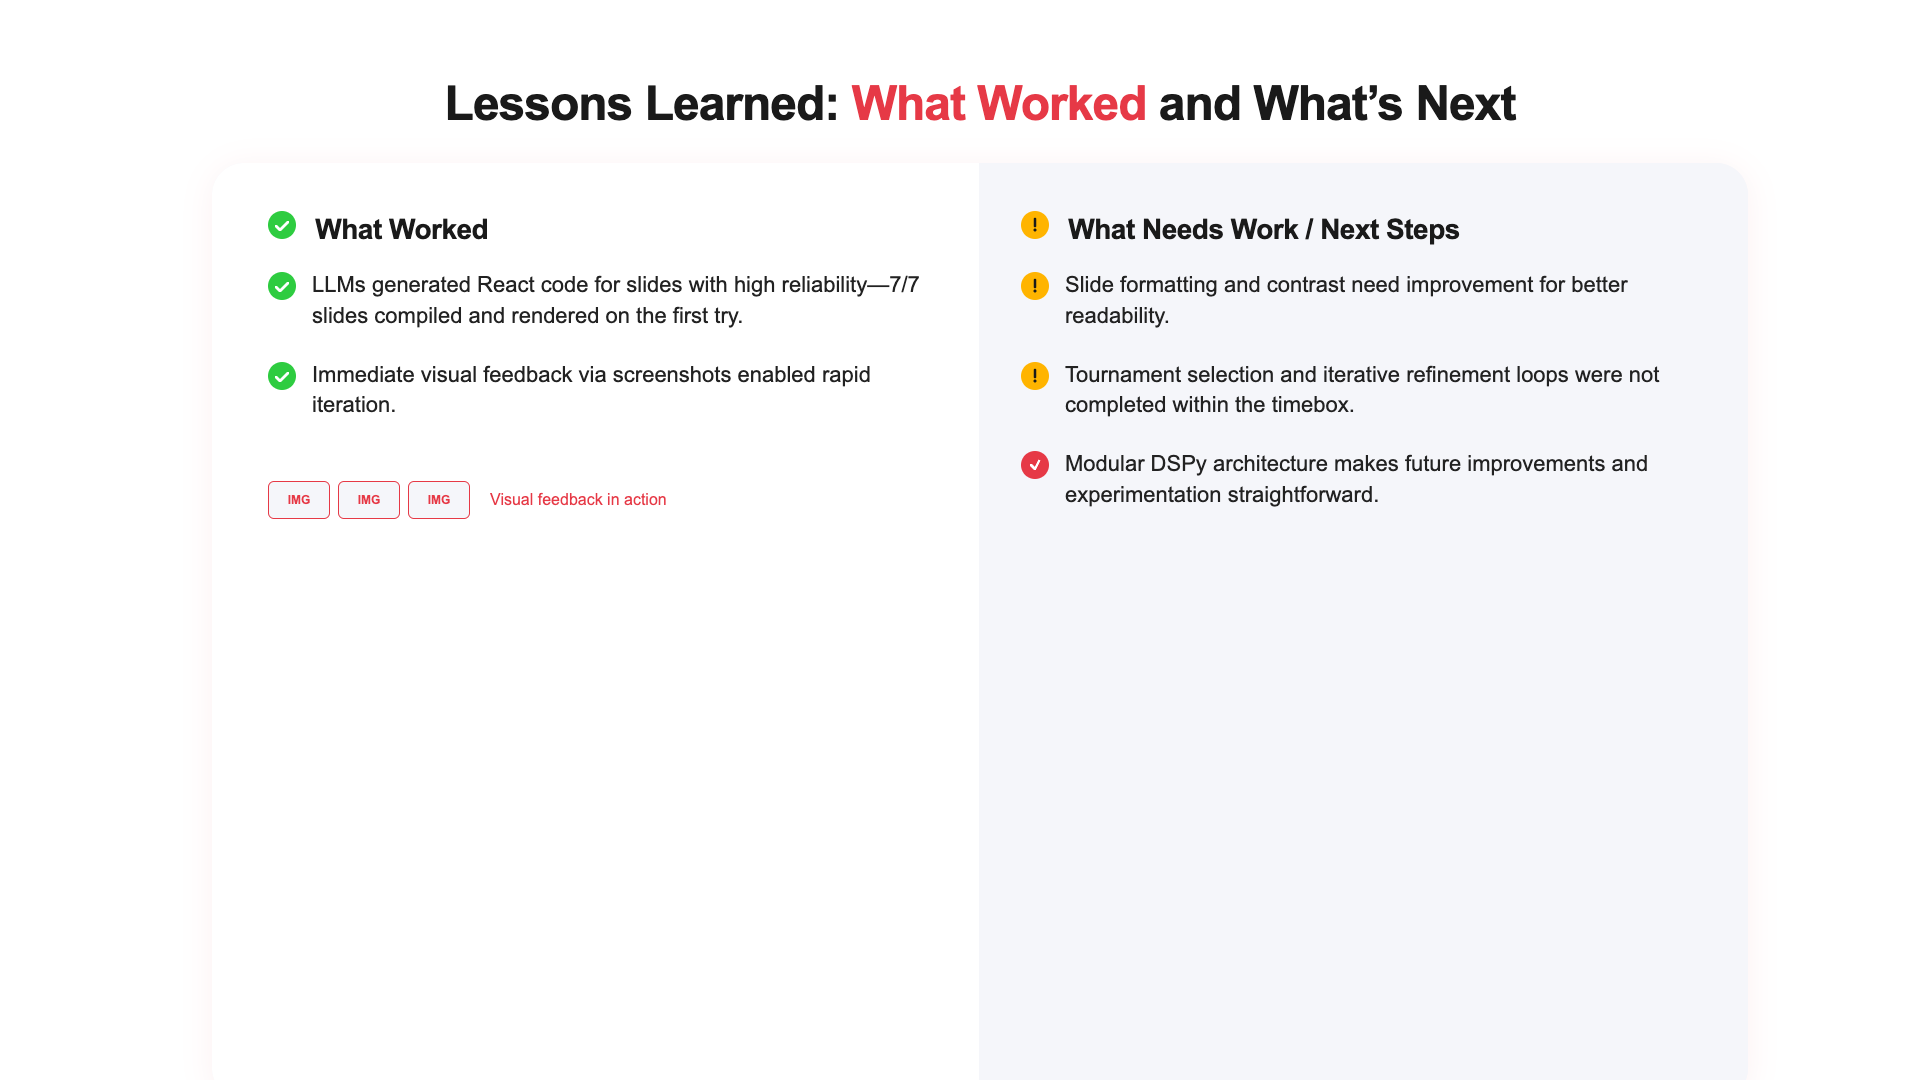 Lessons Learned: What Worked and What’s Next
What Worked
LLMs generated React code for slides with high reliability—7/7
slides compiled and rendered on the first try.
Immediate visual feedback via screenshots enabled rapid
iteration.
IMG IMG IMG Visual feedback in action
What Needs Work / Next Steps
Slide formatting and contrast need improvement for better
readability.
Tournament selection and iterative refinement loops were not
completed within the timebox.
Modular DSPy architecture makes future improvements and
experimentation straightforward.